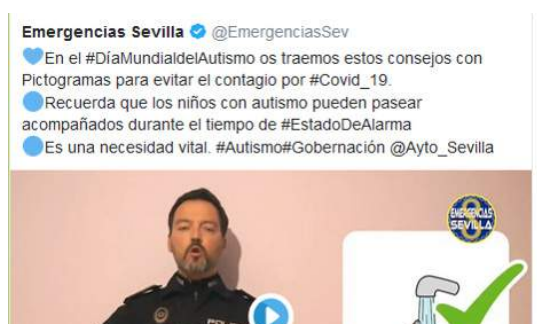 Emergencias Sevilla @EmergenciasSev
💙En el #DíaMundialdelAutismo os traemos estos consejos con
Pictogramas para evitar el contagio por #Covid_19.
🔵Recuerda que los niños con autismo pueden pasear
acompañados durante el tiempo de #EstadoDeAlarma
🔵Es una necesidad vital. #Autismo#Gobernación @Ayto_Sevilla
EMERGENCIAS
SEVILLA